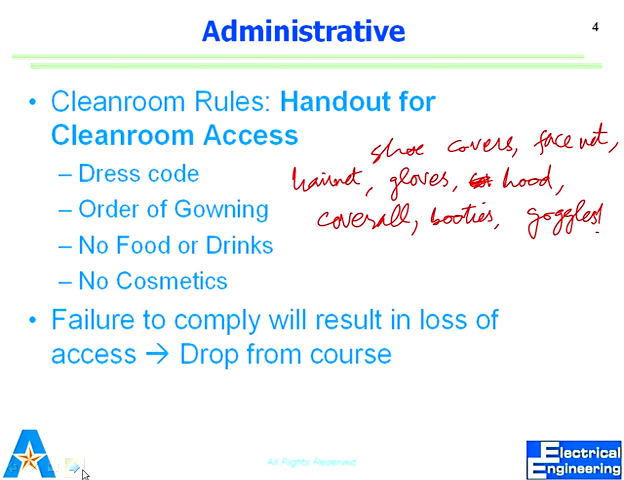 Administrative
4
• Cleanroom Rules: Handout for
Cleanroom Access
shoe covers, face net,
– Dress code
hairnet, gloves, hood,
– Order of Gowning
coverall, booties, goggles!
– No Food or Drinks
– No Cosmetics
• Failure to comply will result in loss of
access → Drop from course
All Rights Reserved
Electrical
Engineering